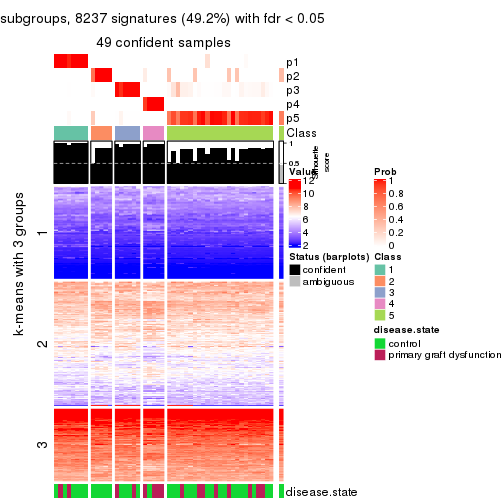 subgroups, 8237 signatures (49.2%) with fdr < 0.05
49 confident samples
p1
p2
p3
p4
p5
Class
1
0.5
0
Silhouette
score
k-means with 3 groups
1
2
3
disease.state
Value
12
10
8
6
4
2
Prob
1
0.8
0.6
0.4
0.2
0
Status (barplots)
confident
ambiguous
Class
1
2
3
4
5
disease.state
control
primary graft dysfunction